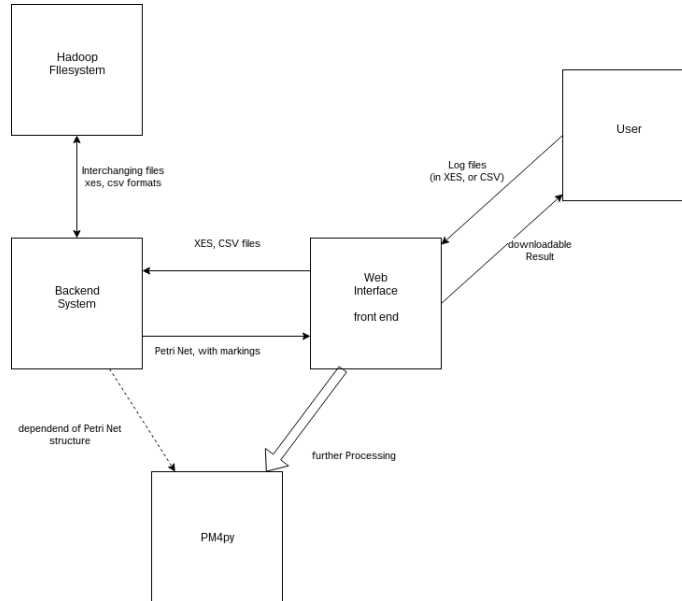 Hadoop
FIlesystem
User
Log files
(in XES, or CSV)
Interchanging files
xes, csv formats
XES, CSV files
downloadable
Result
Backend
System
Web
Interface
front end
Petri Net, with markings
dependend of Petri Net
structure
further Processing
PM4py